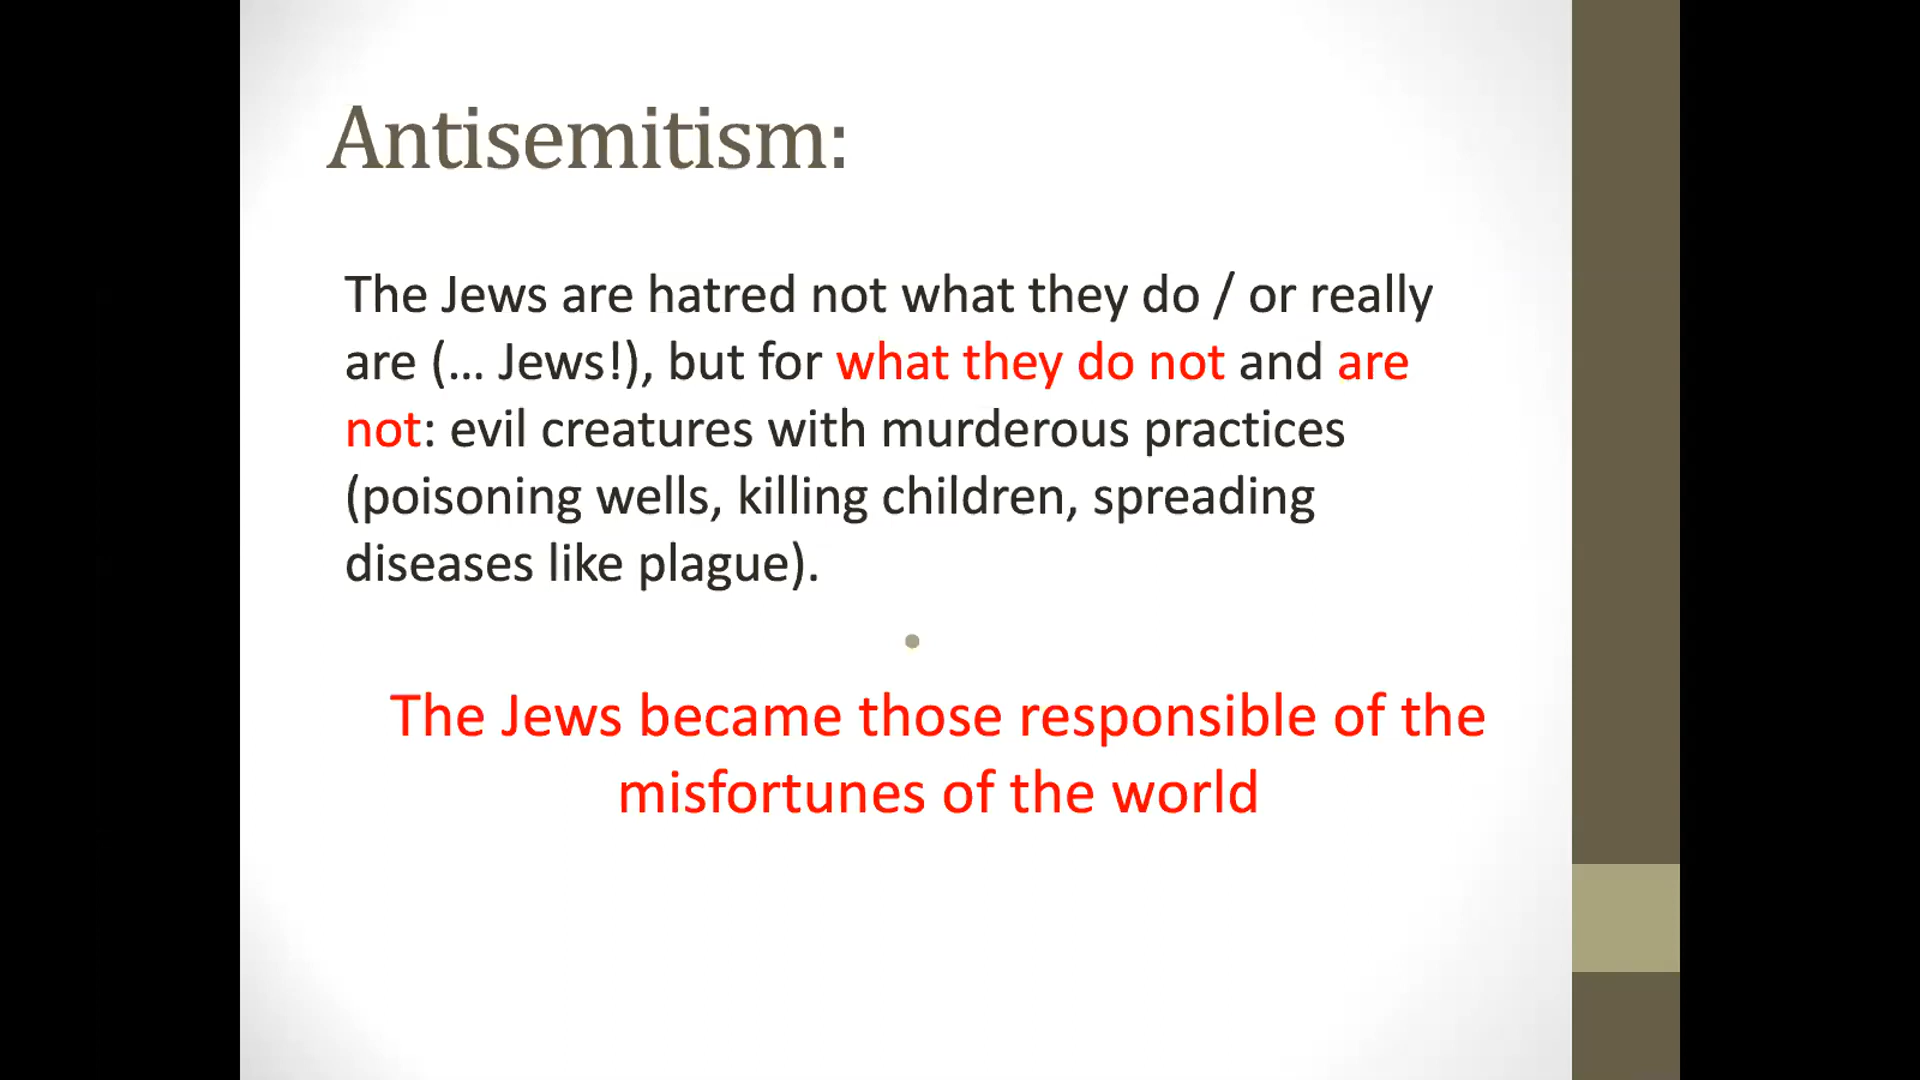 Antisemitism:
The Jews are hatred not what they do / or really
are (... Jews!), but for what they do not and are
not: evil creatures with murderous practices
(poisoning wells, killing children, spreading
diseases like plague).
•
The Jews became those responsible of the
misfortunes of the world